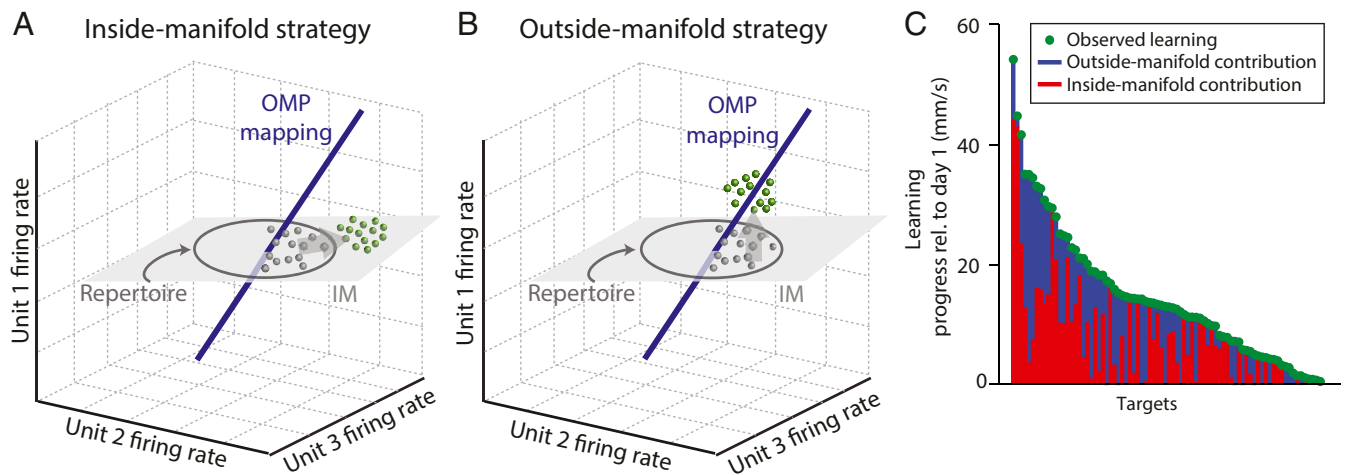 A
Inside-manifold strategy
OMP
mapping
Repertoire
IM
Unit 1 firing rate
Unit 2 firing rate
Unit 3 firing rate
B
Outside-manifold strategy
OMP
mapping
Repertoire
IM
Unit 1 firing rate
Unit 2 firing rate
Unit 3 firing rate
C
60
Observed learning
Outside-manifold contribution
Inside-manifold contribution
40
20
0
Learning
progress rel. to day 1 (mm/s)
Targets